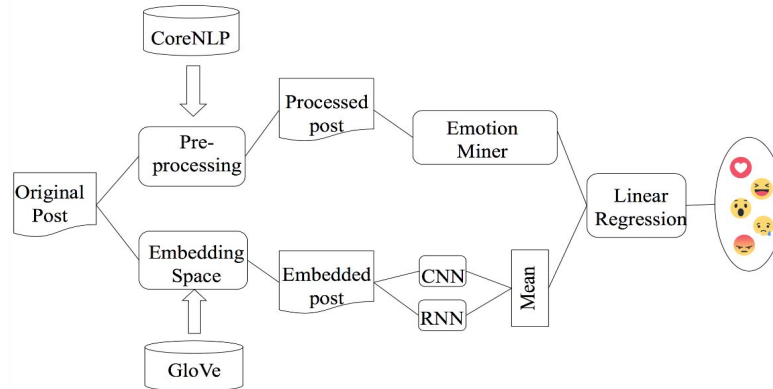 CoreNLP
Processed
post
Pre-
processing
Emotion
Miner
Original
Post
Linear
Regression
Embedding
Space
Embedded
post
CNN
RNN
Mean
GloVe